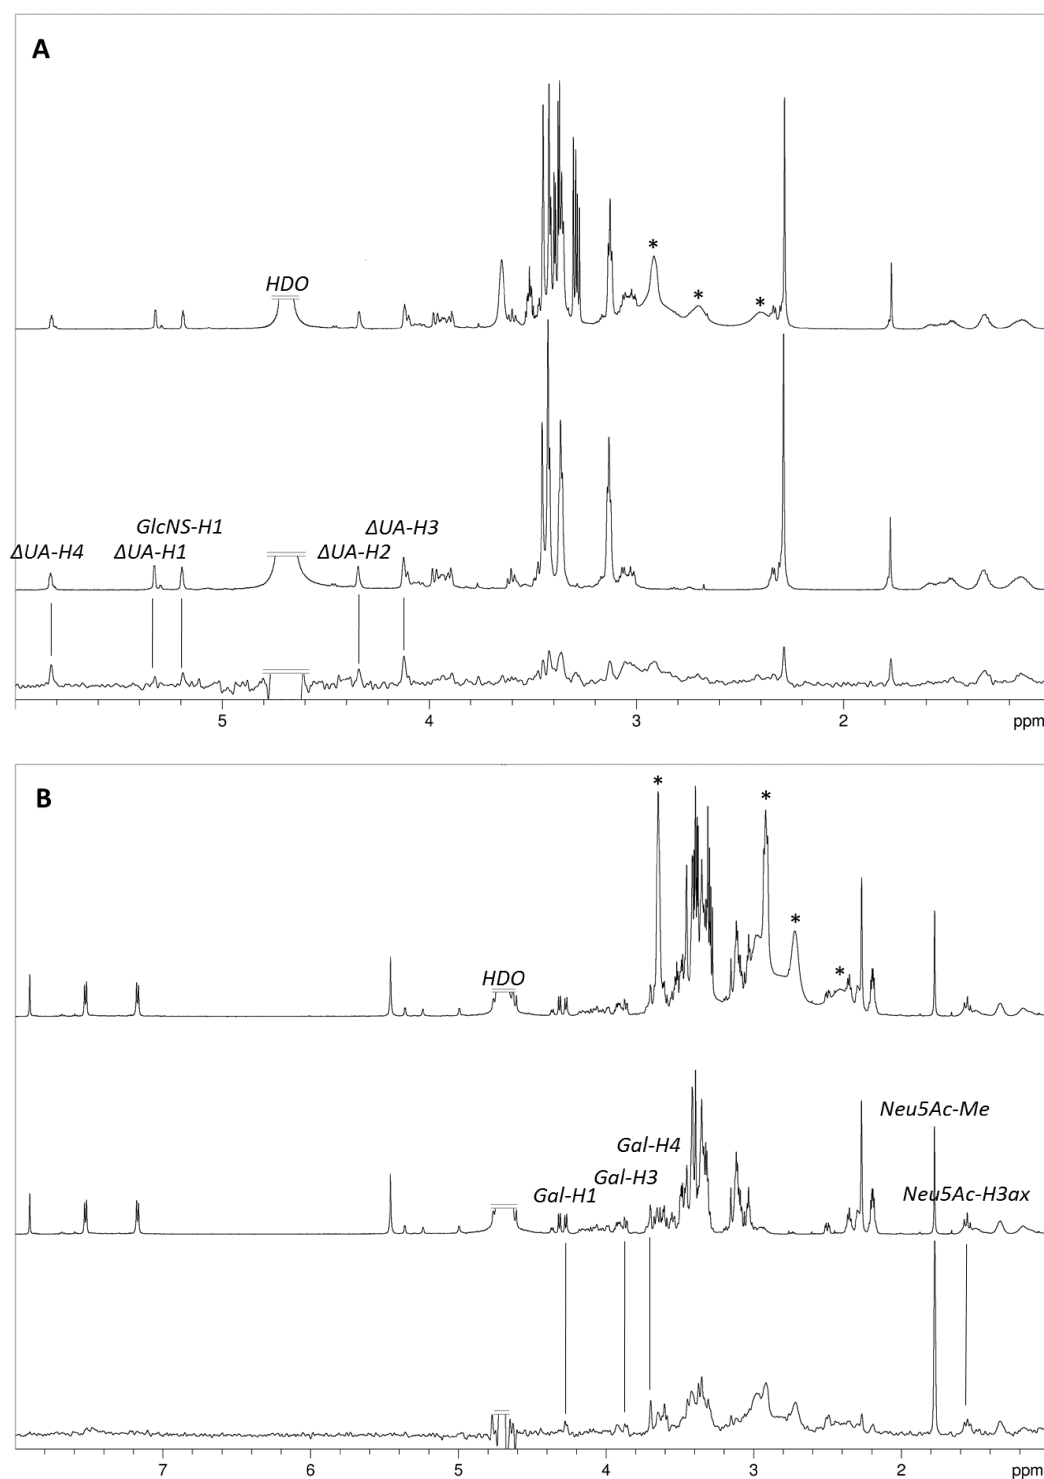 A
*
HDO
*
*
GlcNS-H1
ΔUA-H3
ΔUA-H4
ΔUA-H1
ΔUA-H2
5
4
3
2
ppm
B
*
*
*
*
HDO
Neu5Ac-Me
Gal-H4
Gal-H3
Gal-H1
Neu5Ac-H3ax
7
6
5
4
3
2
ppm